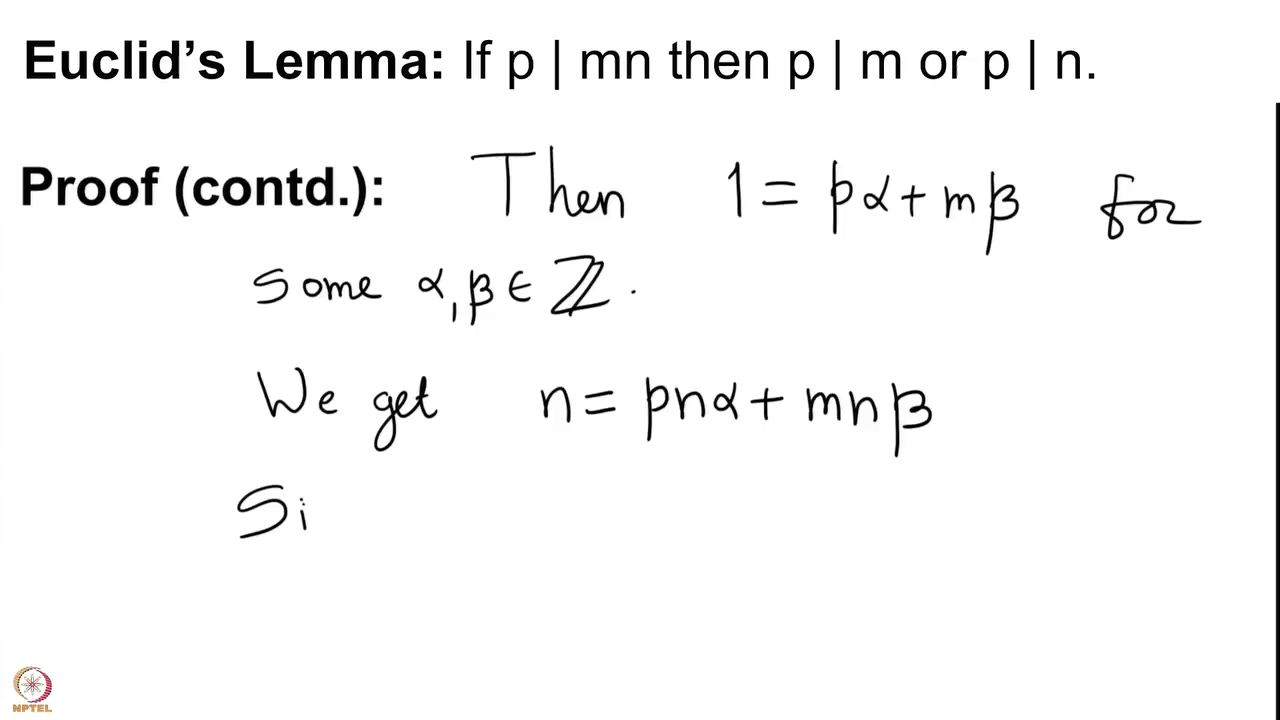 Euclid's Lemma: If p | mn then p | m or p | n.
Proof (contd.): Then 1 = pα + mβ for
some α, β ∈ ℤ.
We get n = pnα + mnβ
Si
NPTEL